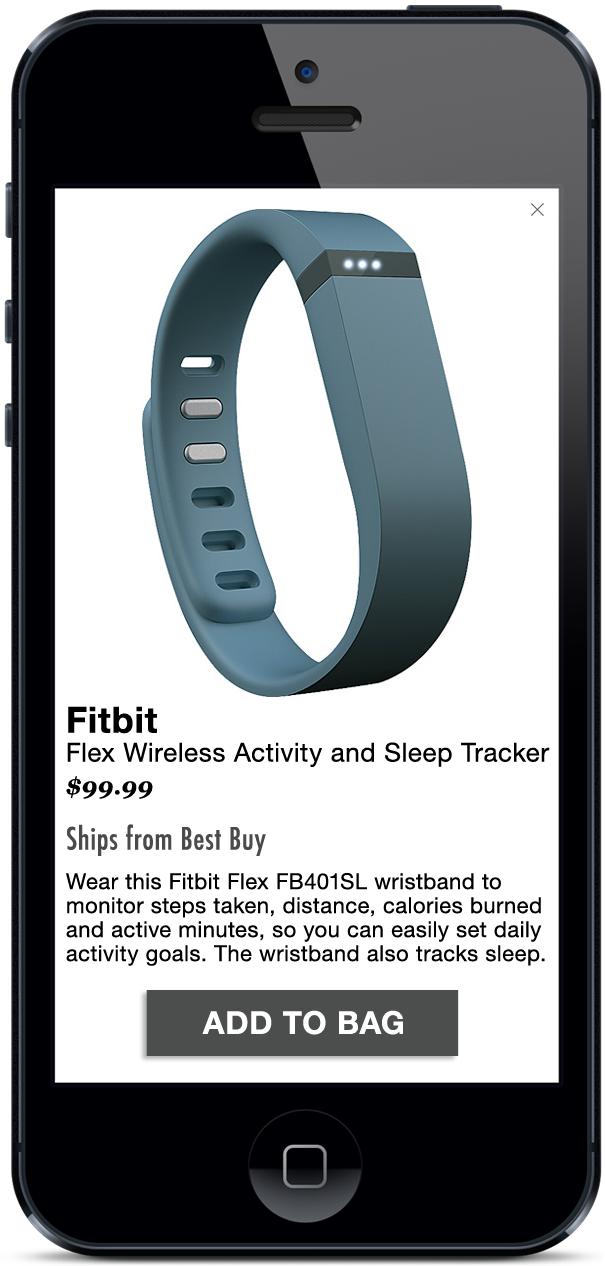 Fitbit
Flex Wireless Activity and Sleep Tracker
$99.99
Ships from Best Buy
Wear this Fitbit Flex FB401SL wristband to
monitor steps taken, distance, calories burned
and active minutes, so you can easily set daily
activity goals. The wristband also tracks sleep.
ADD TO BAG